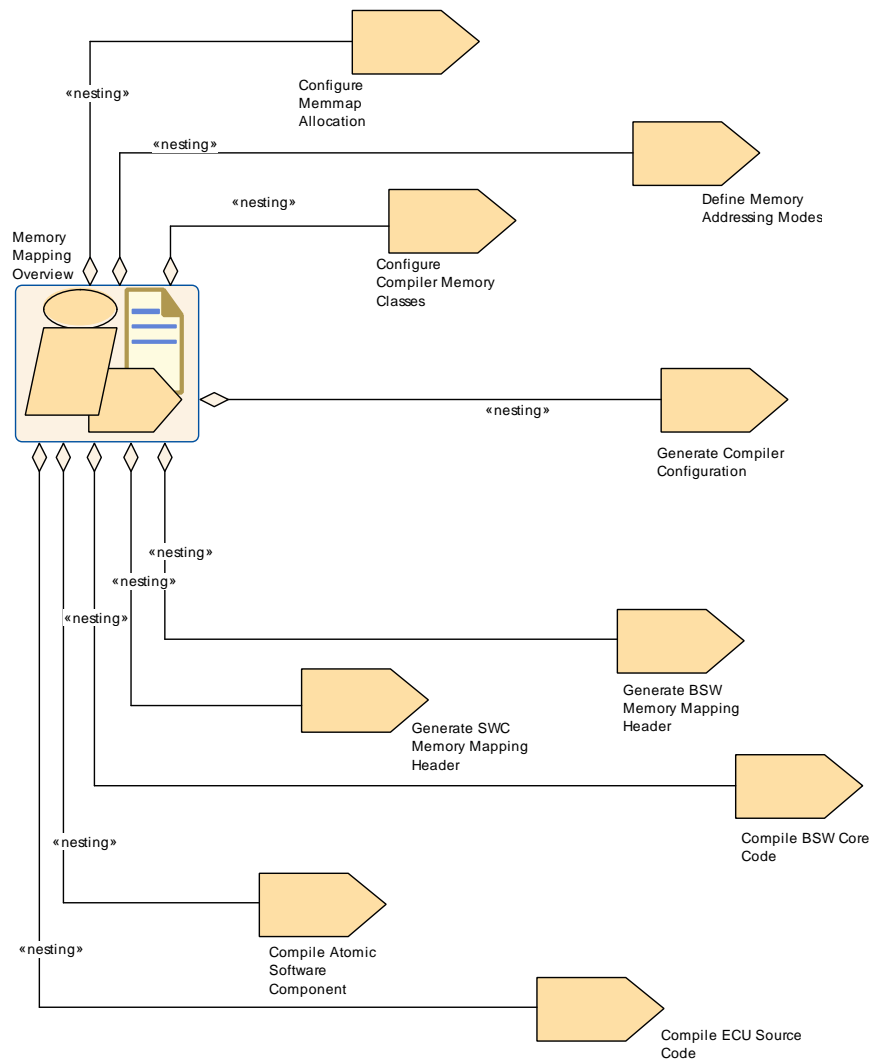 Configure
Memmap
Allocation
«nesting»
«nesting»
Define Memory
Addressing Modes
«nesting»
Memory
Mapping
Overview
Configure
Compiler Memory
Classes
«nesting»
Generate Compiler
Configuration
«nesting»
«nesting»
«nesting»
Generate BSW
Memory Mapping
Header
Generate SWC
Memory Mapping
Header
Compile BSW Core
Code
«nesting»
Compile Atomic
Software
Component
«nesting»
Compile ECU Source
Code